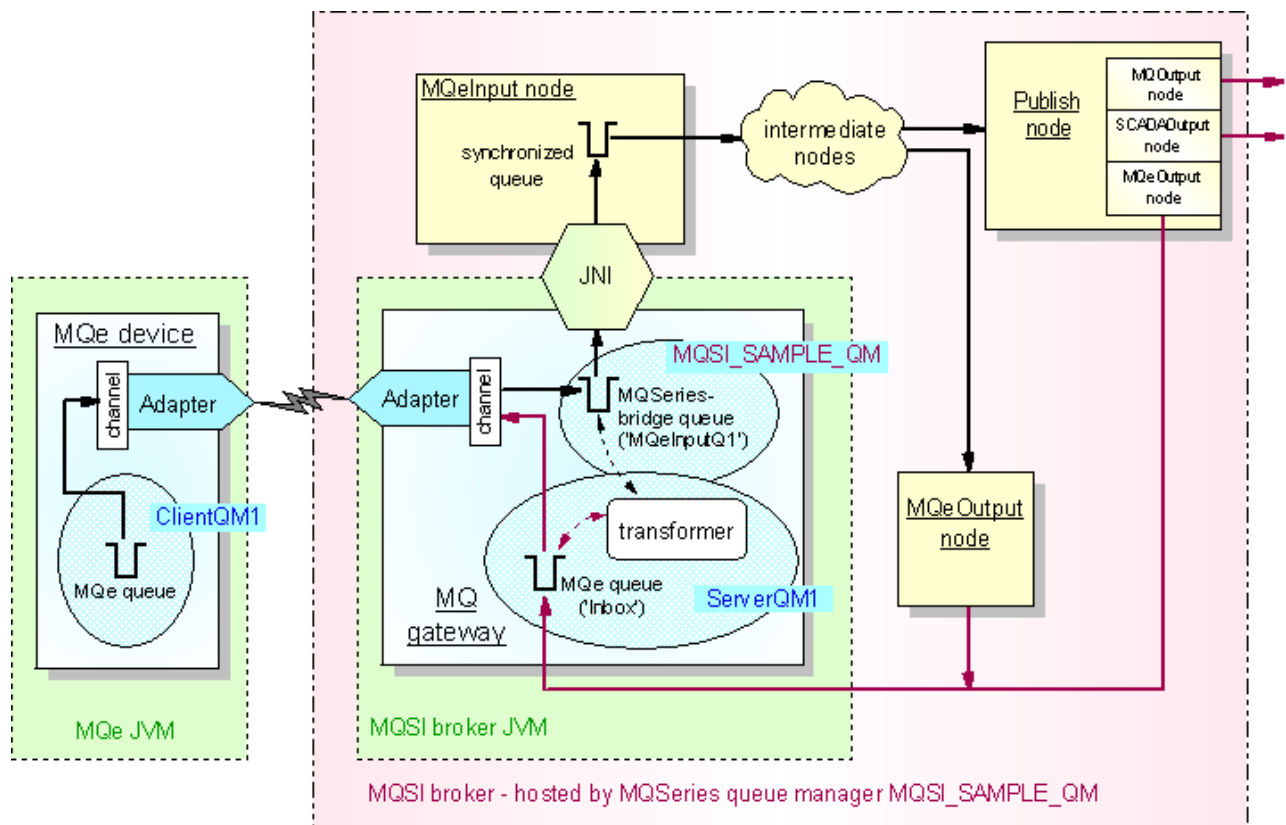 MQeInput node
synchronized
queue
intermediate
nodes
Publish
node
MQOutput
node
SCADAOutput
node
MQeOutput
node
JNI
MQe device
channel
Adapter
ClientQM1
MQe queue
MQe JVM
Adapter
channel
MQSI_SAMPLE_QM
MQSeries-
bridge queue
('MQeInputQ1')
transformer
MQe queue
('Inbox')
ServerQM1
MQ
gateway
MQSI broker JVM
MQeOutput
node
MQSI broker - hosted by MQSeries queue manager MQSI_SAMPLE_QM